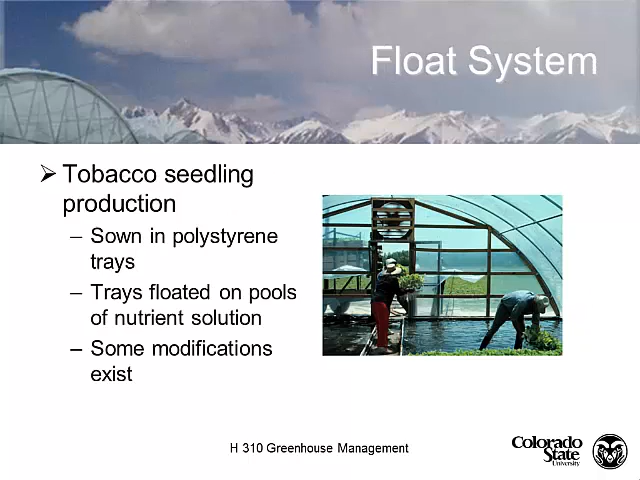 Float System
Tobacco seedling
production
– Sown in polystyrene
trays
– Trays floated on pools
of nutrient solution
– Some modifications
exist
H 310 Greenhouse Management
Colorado
State
University